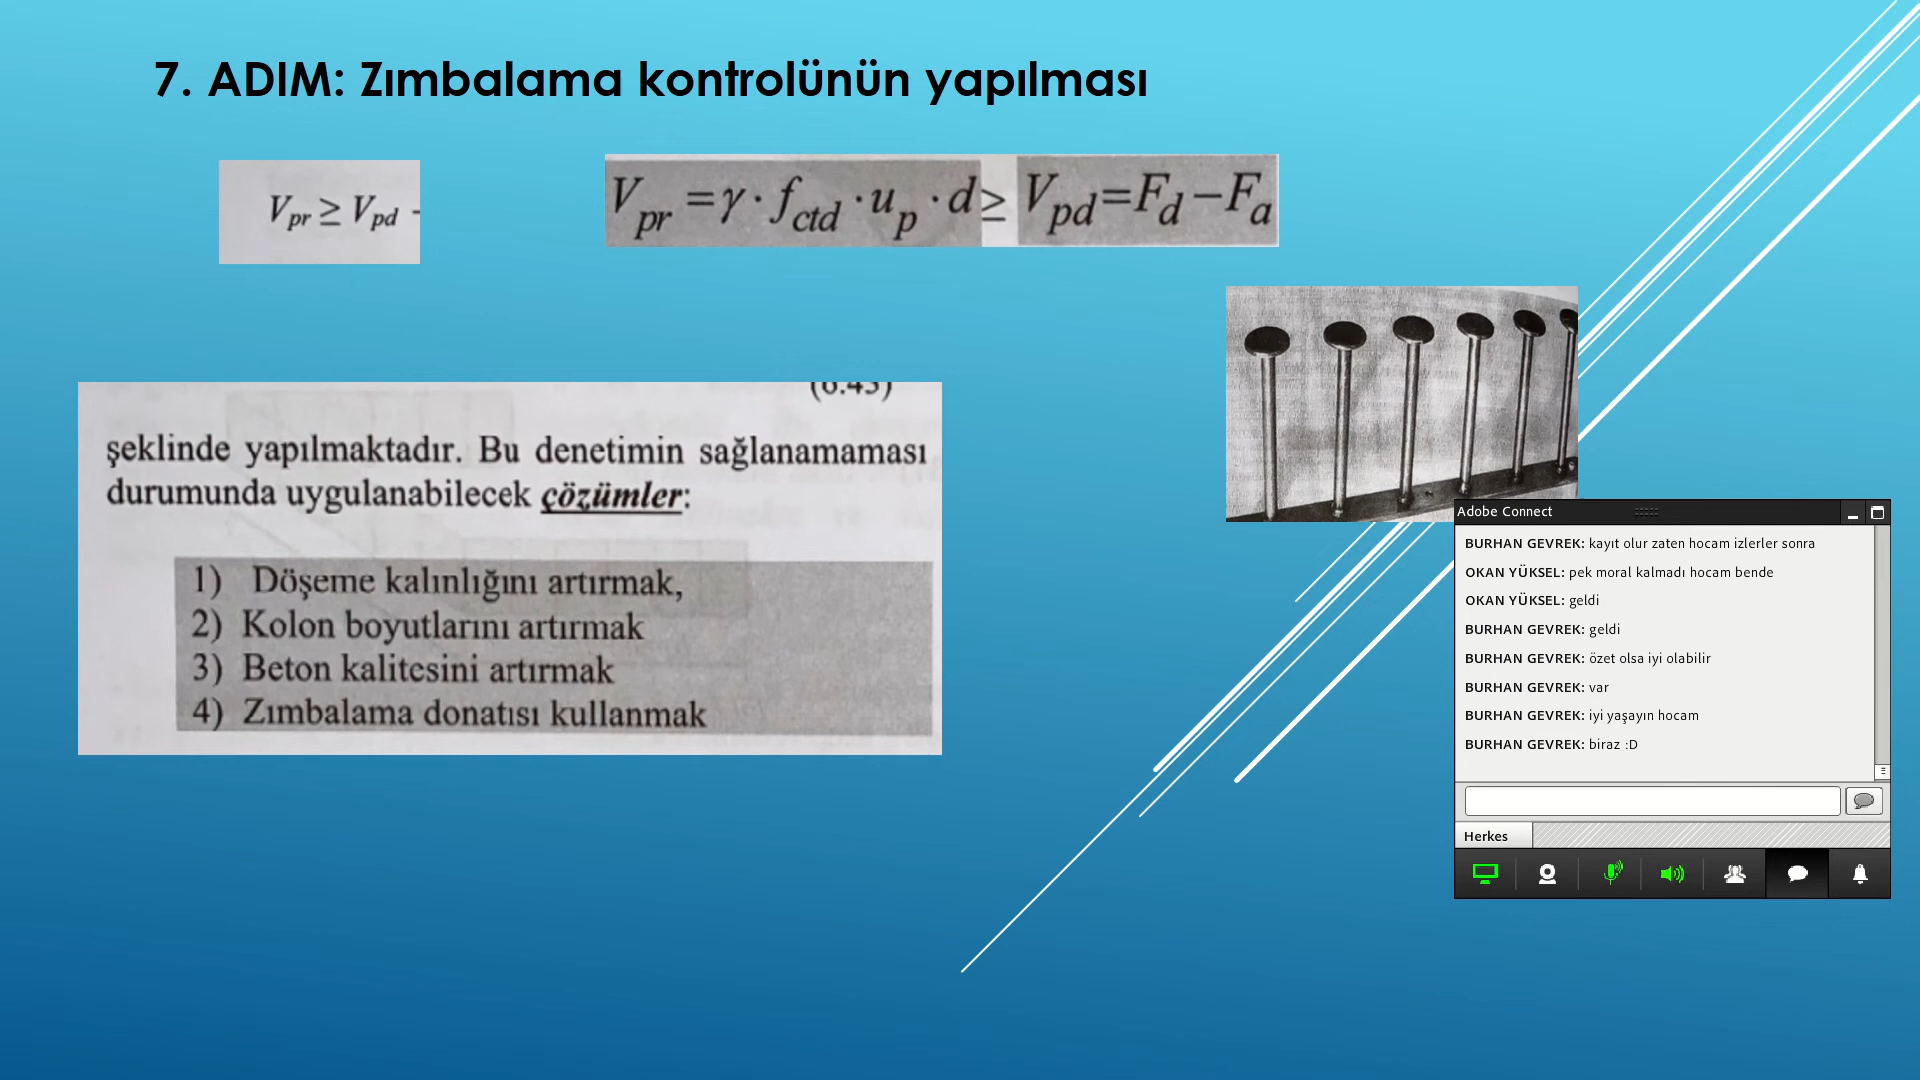 7. ADIM: Zımbalama kontrolünün yapılması
Vpr ≥ Vpd -
Vpr = γ · fctd · up · d ≥ Vpd = Fd − Fa
şeklinde yapılmaktadır. Bu denetimin sağlanamaması
durumunda uygulanabilecek çözümler:
1) Döşeme kalınlığını artırmak,
2) Kolon boyutlarını artırmak
3) Beton kalitesini artırmak
4) Zımbalama donatısı kullanmak
Adobe Connect
BURHAN GEVREK: kayıt olur zaten hocam izlerler sonra
OKAN YÜKSEL: pek moral kalmadı hocam bende
OKAN YÜKSEL: geldi
BURHAN GEVREK: geldi
BURHAN GEVREK: özet olsa iyi olabilir
BURHAN GEVREK: var
BURHAN GEVREK: iyi yaşayın hocam
BURHAN GEVREK: biraz :D
Herkes